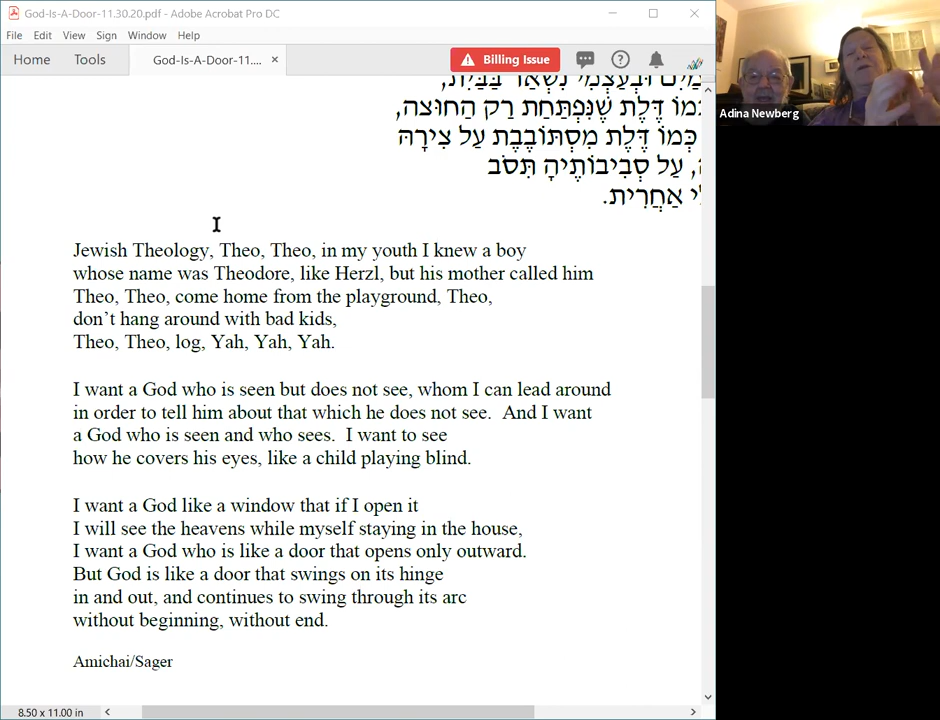 God-Is-A-Door-11.30.20.pdf - Adobe Acrobat Pro DC
File Edit View Sign Window Help
Home Tools God-Is-A-Door-11.... × Billing Issue
וּבְעַצְמִי נִשְׁאַר בַּבַּיִת,
דֶּלֶת שֶׁנִּפְתַּחַת רַק הַחוּצה,
כְּמוֹ דֶּלֶת מִסְתּוֹבֶבֶת עַל צִירָהּ
, עַל סְבִיבוֹתֶיהָ תִּסֹּב
אַחֲרִית.
Jewish Theology, Theo, Theo, in my youth I knew a boy
whose name was Theodore, like Herzl, but his mother called him
Theo, Theo, come home from the playground, Theo,
don’t hang around with bad kids,
Theo, Theo, log, Yah, Yah, Yah.
I want a God who is seen but does not see, whom I can lead around
in order to tell him about that which he does not see.  And I want
a God who is seen and who sees.  I want to see
how he covers his eyes, like a child playing blind.
I want a God like a window that if I open it
I will see the heavens while myself staying in the house,
I want a God who is like a door that opens only outward.
But God is like a door that swings on its hinge
in and out, and continues to swing through its arc
without beginning, without end.
Amichai/Sager
8.50 x 11.00 in
Adina Newberg